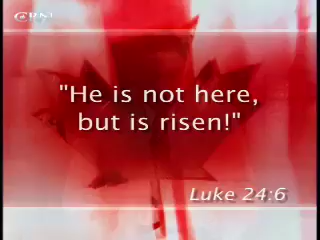 "He is not here,
but is risen!"
Luke 24:6